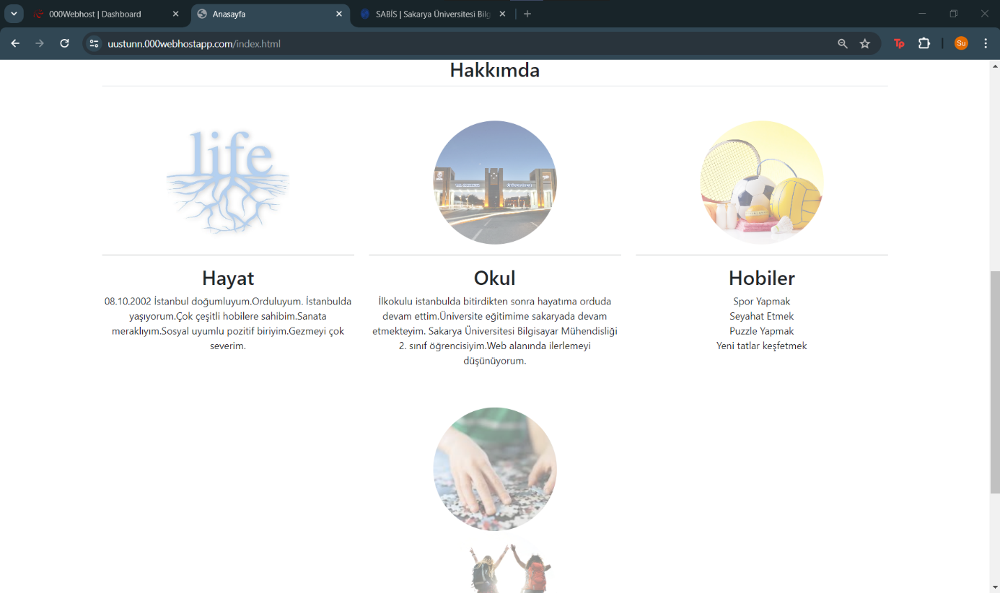 000Webhost | Dashboard
Anasayfa
SABİS | Sakarya Üniversitesi Bilg
uustunn.000webhostapp.com/index.html
Su
Hakkımda
life
Hayat
08.10.2002 İstanbul doğumluyum.Orduluyum. İstanbulda
yaşıyorum.Çok çeşitli hobilere sahibim.Sanata
meraklıyım.Sosyal uyumlu pozitif biriyim.Gezmeyi çok
severim.
Okul
İlkokulu istanbulda bitirdikten sonra hayatıma orduda
devam ettim.Üniversite eğitimime sakaryada devam
etmekteyim. Sakarya Üniversitesi Bilgisayar Mühendisliği
2. sınıf öğrencisiyim.Web alanında ilerlemeyi
düşünüyorum.
Hobiler
Spor Yapmak
Seyahat Etmek
Puzzle Yapmak
Yeni tatlar keşfetmek